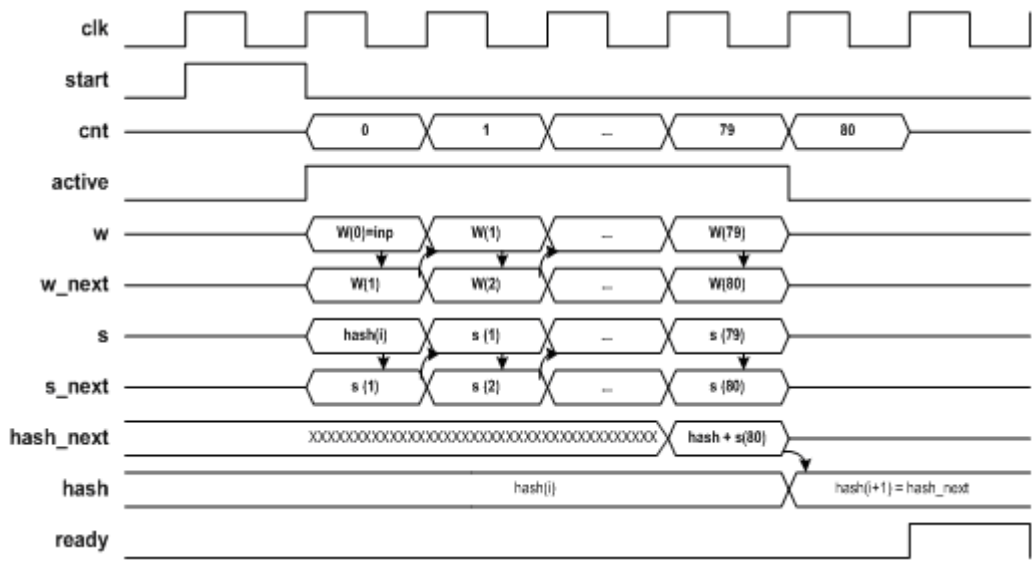 clk
start
cnt 0 1 ... 79 80
active
w W(0)=inp W(1) ... W(79)
w_next W(1) W(2) ... W(80)
s hash(i) s (1) ... s (79)
s_next s (1) s (2) ... s (80)
hash_next XXXXXXXXXXXXXXXXXXXXXXXXXXXXXXXXXXXXXXX hash + s(80)
hash hash(i) hash(i+1) = hash_next
ready